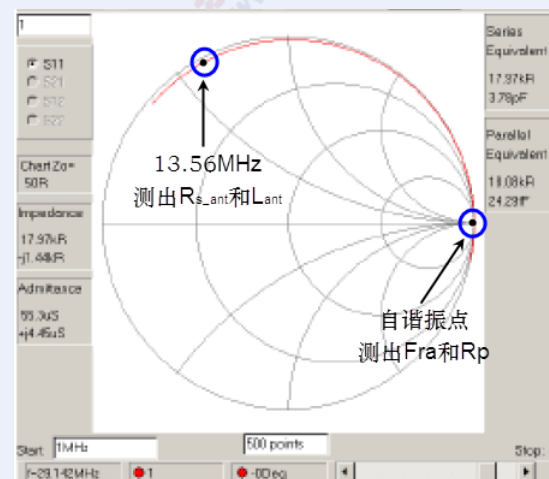 1
S11
S21
S12
S22
ChartZo=
50R
Impedance
17.97kR
-j1.44kR
Admittance
55.3uS
+j4.45uS
13.56MHz
测出Rs_ant和Lant
自谐振点
测出Fra和Rp
Series
Equivalent
17.97kR
3.79pF
Parallel
Equivalent
18.08kR
24.29fF
Start 1MHz
500 points
Stop:
f=29.142MHz
1
-0Deg